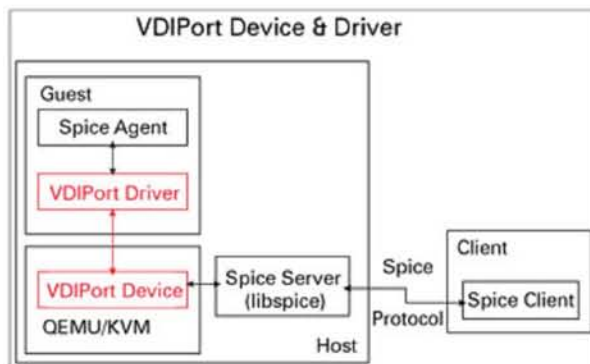 VDIPort Device & Driver
Guest
Spice Agent
VDIPort Driver
VDIPort Device
QEMU/KVM
Spice Server
(libspice)
Host
Spice
Protocol
Client
Spice Client